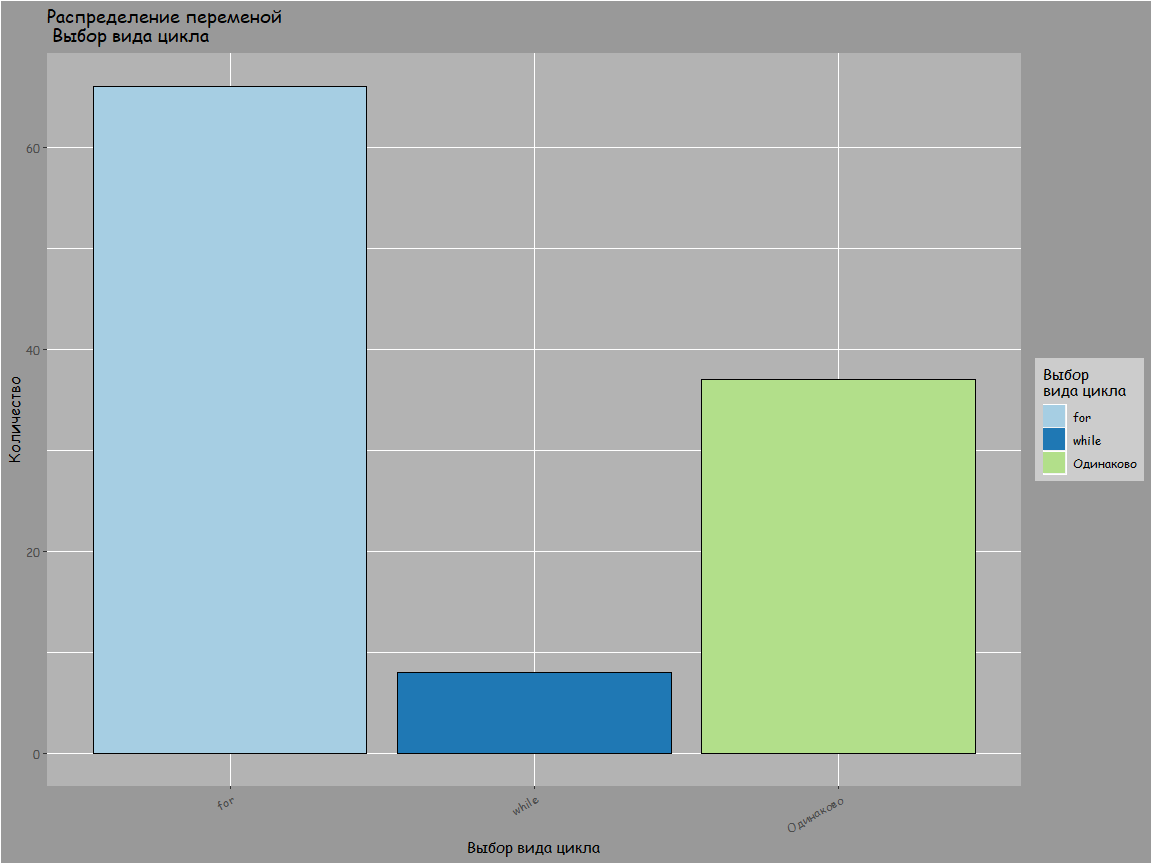 Распределение переменой
Выбор вида цикла
Количество
60
40
20
0
for
while
Одинаково
Выбор вида цикла
Выбор
вида цикла
for
while
Одинаково